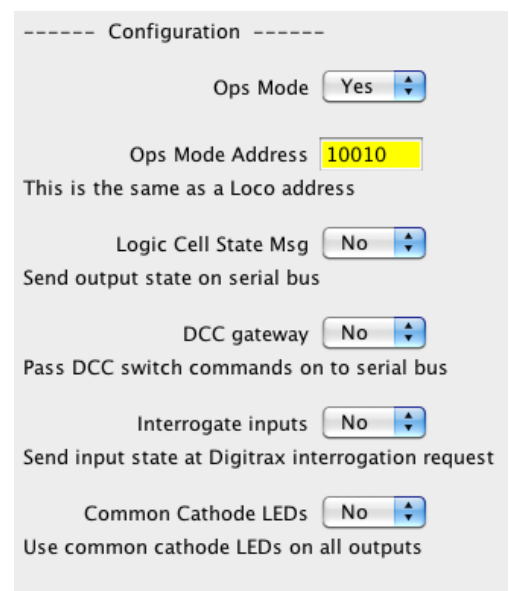 ------ Configuration ------
Ops Mode Yes
Ops Mode Address 10010
This is the same as a Loco address
Logic Cell State Msg No
Send output state on serial bus
DCC gateway No
Pass DCC switch commands on to serial bus
Interrogate inputs No
Send input state at Digitrax interrogation request
Common Cathode LEDs No
Use common cathode LEDs on all outputs